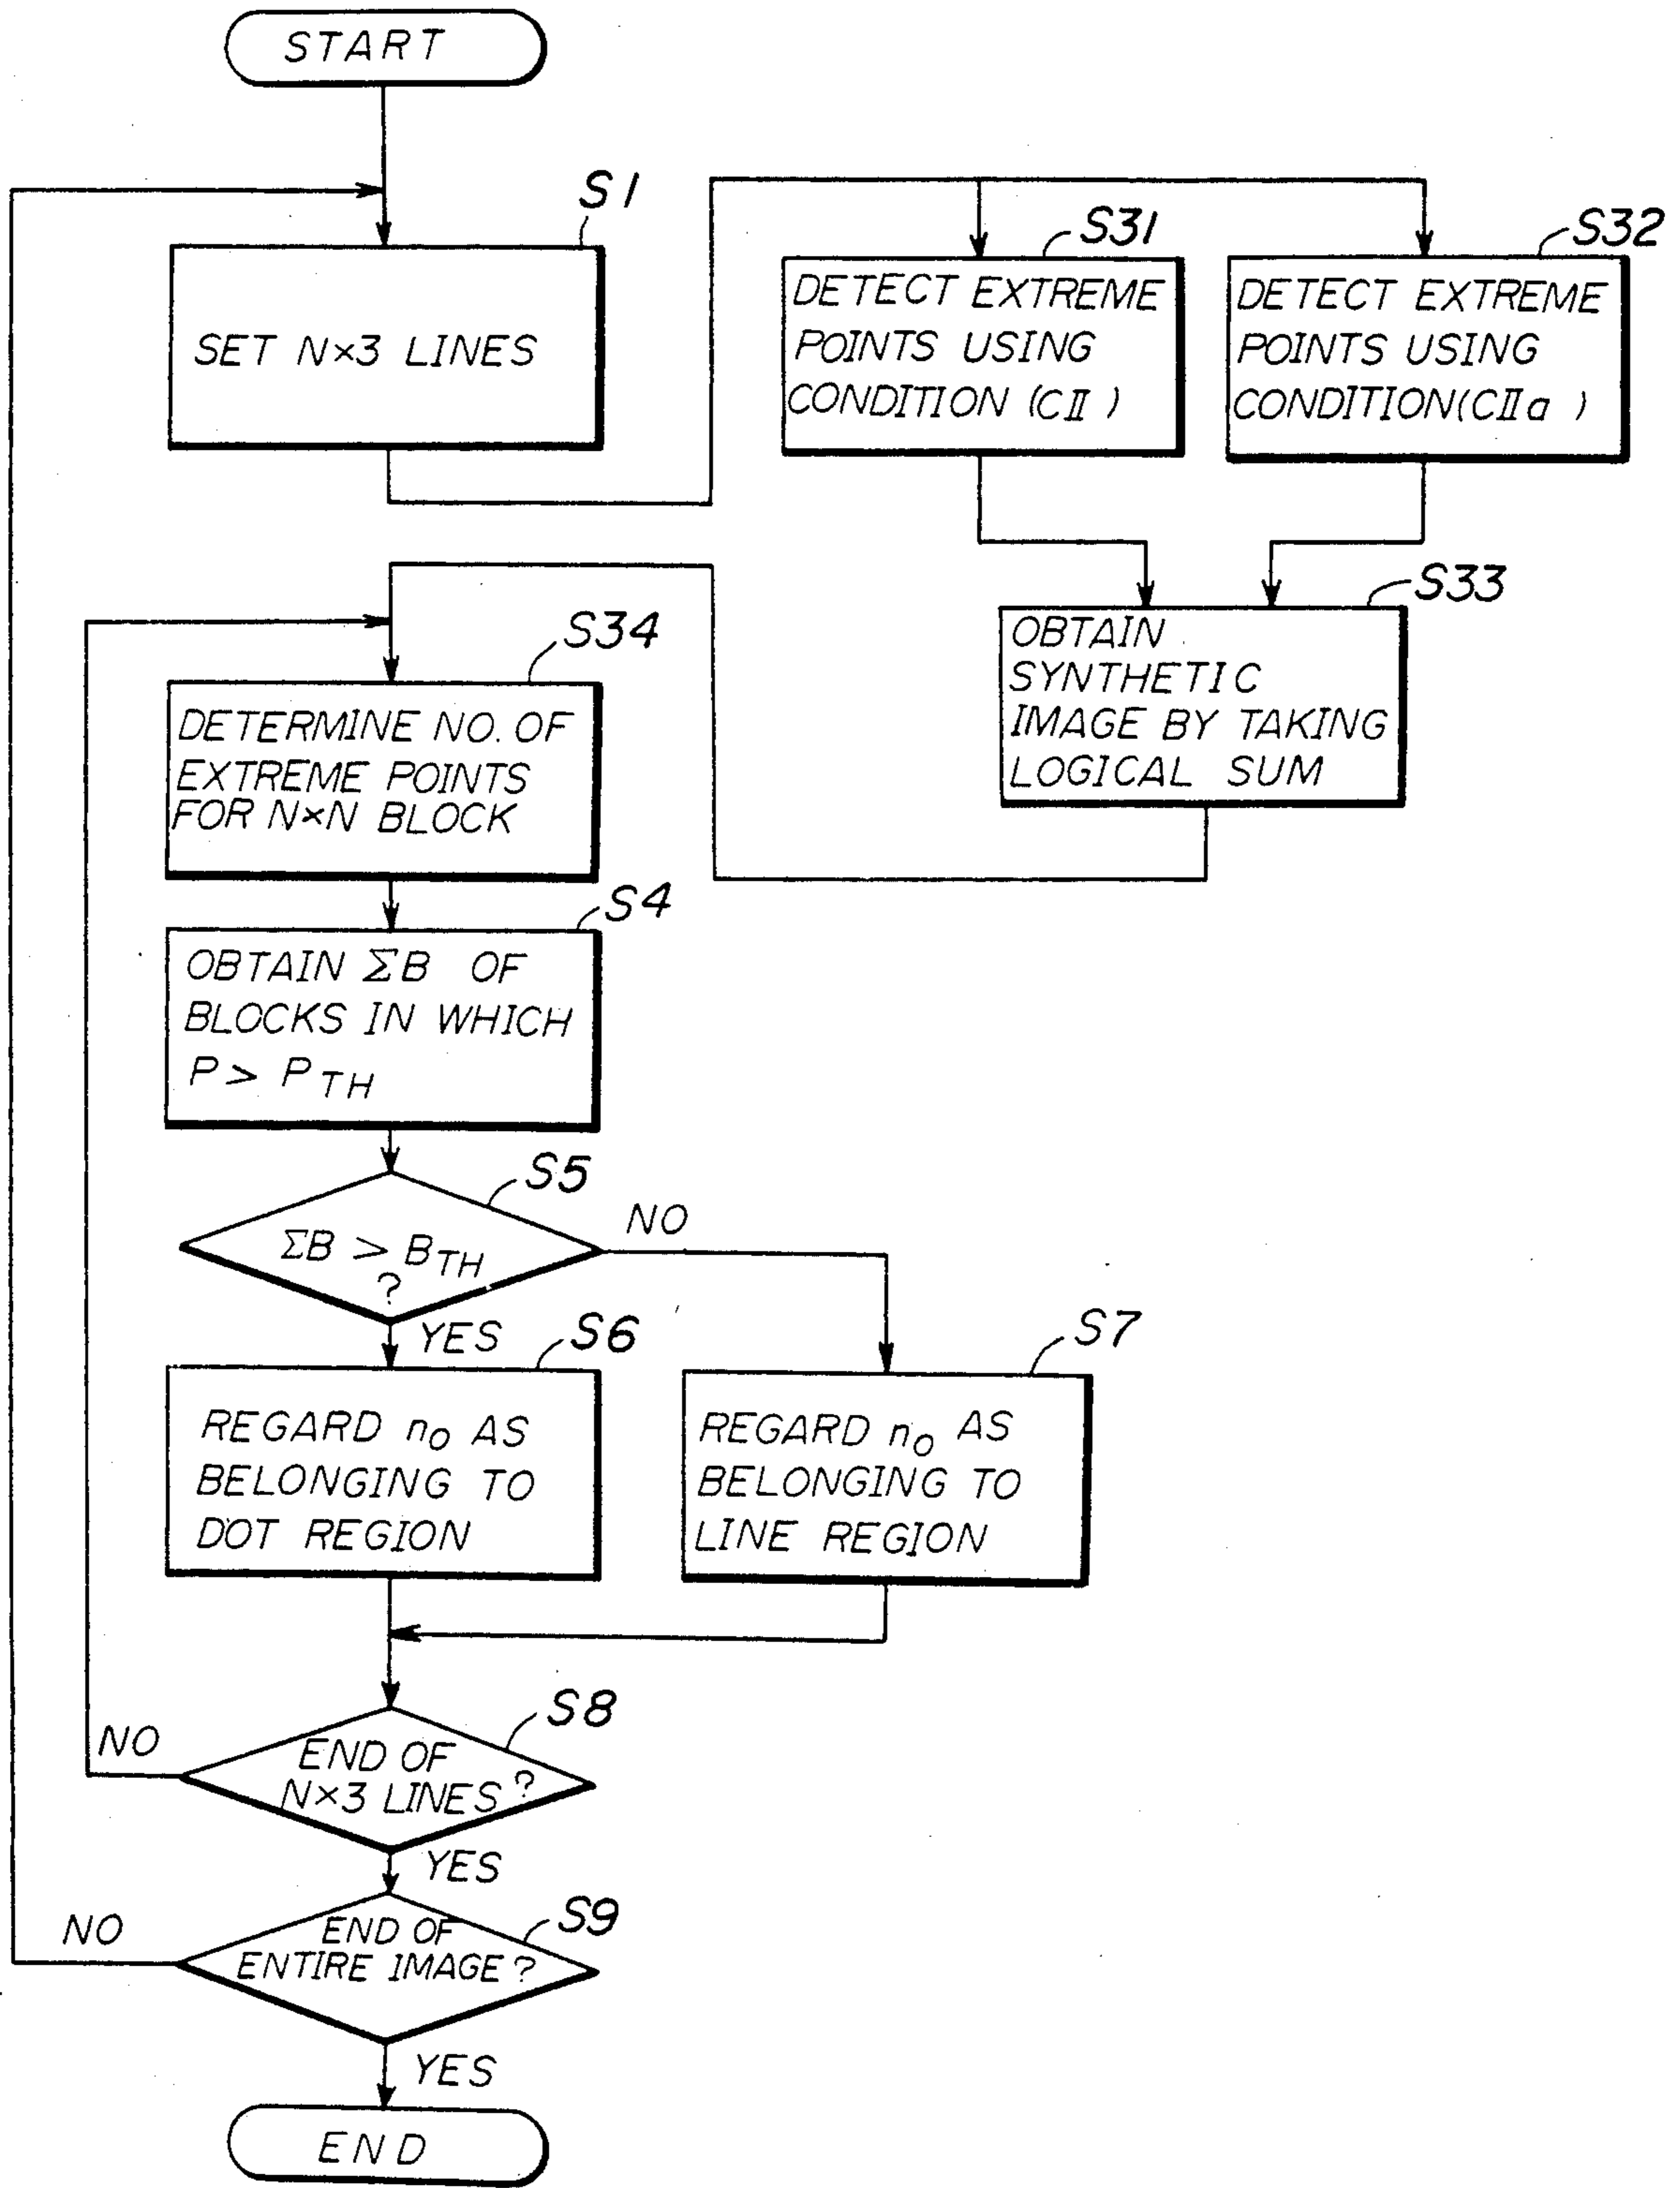 START
S1
SET N×3 LINES
S31
DETECT EXTREME
POINTS USING
CONDITION (CII)
S32
DETECT EXTREME
POINTS USING
CONDITION(CIIa)
S33
OBTAIN
SYNTHETIC
IMAGE BY TAKING
LOGICAL SUM
S34
DETERMINE NO. OF
EXTREME POINTS
FOR N×N BLOCK
S4
OBTAIN ΣB OF
BLOCKS IN WHICH
P > PTH
S5
ΣB > BTH
?
NO
YES
S6
REGARD n0 AS
BELONGING TO
DOT REGION
S7
REGARD n0 AS
BELONGING TO
LINE REGION
S8
END OF
N×3 LINES ?
NO
YES
S9
END OF
ENTIRE IMAGE ?
NO
YES
END